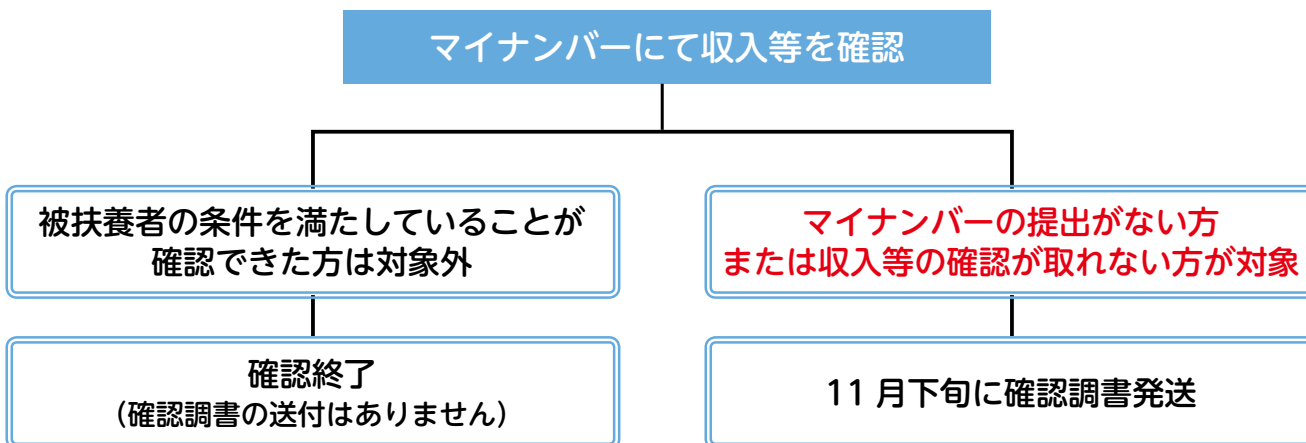 マイナンバーにて収入等を確認
被扶養者の条件を満たしていることが
確認できた方は対象外
マイナンバーの提出がない方
または収入等の確認が取れない方が対象
確認終了
（確認調書の送付はありません）
11 月下旬に確認調書発送